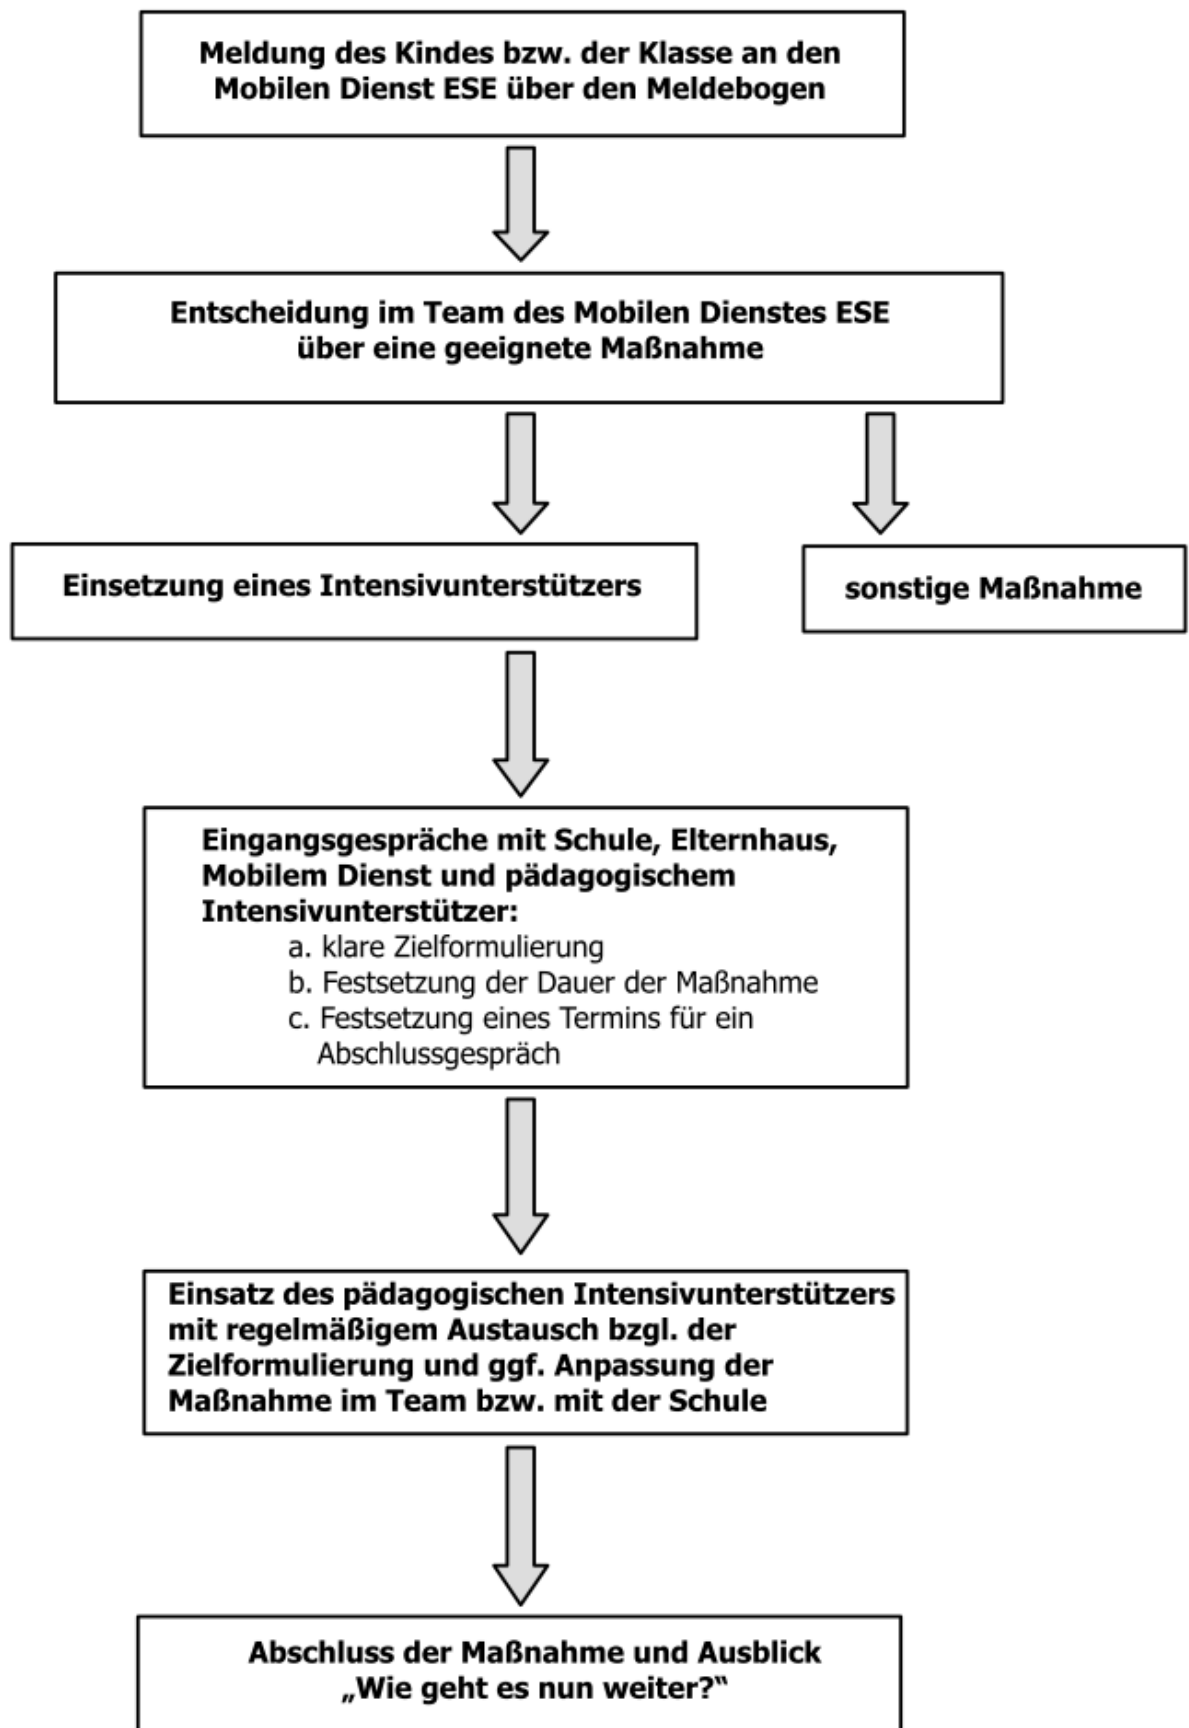 Meldung des Kindes bzw. der Klasse an den
Mobilen Dienst ESE über den Meldebogen
Entscheidung im Team des Mobilen Dienstes ESE
über eine geeignete Maßnahme
Einsetzung eines Intensivunterstützers
sonstige Maßnahme
Eingangsgespräche mit Schule, Elternhaus,
Mobilem Dienst und pädagogischem
Intensivunterstützer:
a. klare Zielformulierung
b. Festsetzung der Dauer der Maßnahme
c. Festsetzung eines Termins für ein
Abschlussgespräch
Einsatz des pädagogischen Intensivunterstützers
mit regelmäßigem Austausch bzgl. der
Zielformulierung und ggf. Anpassung der
Maßnahme im Team bzw. mit der Schule
Abschluss der Maßnahme und Ausblick
„Wie geht es nun weiter?“